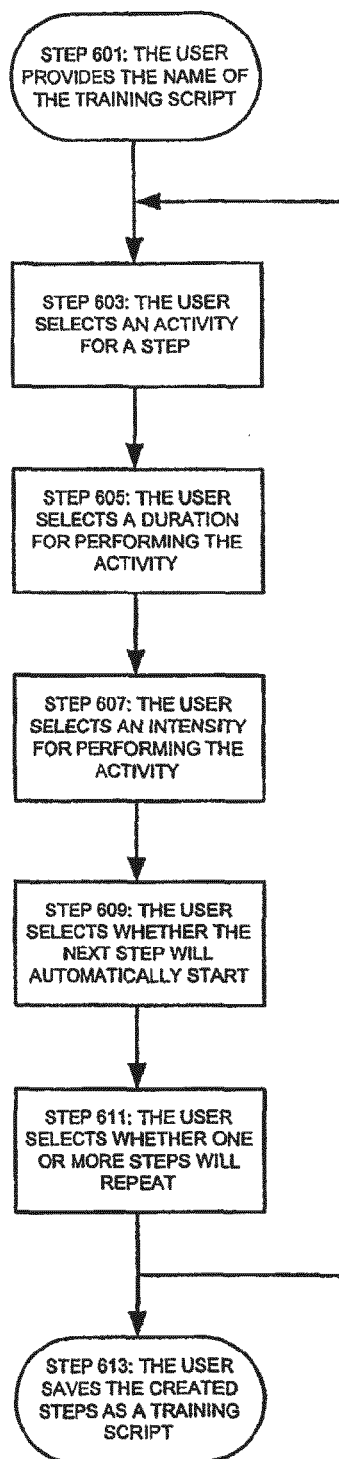 STEP 601: THE USER
PROVIDES THE NAME OF
THE TRAINING SCRIPT
STEP 603: THE USER
SELECTS AN ACTIVITY
FOR A STEP
STEP 605: THE USER
SELECTS A DURATION
FOR PERFORMING THE
ACTIVITY
STEP 607: THE USER
SELECTS AN INTENSITY
FOR PERFORMING THE
ACTIVITY
STEP 609: THE USER
SELECTS WHETHER THE
NEXT STEP WILL
AUTOMATICALLY START
STEP 611: THE USER
SELECTS WHETHER ONE
OR MORE STEPS WILL
REPEAT
STEP 613: THE USER
SAVES THE CREATED
STEPS AS A TRAINING
SCRIPT